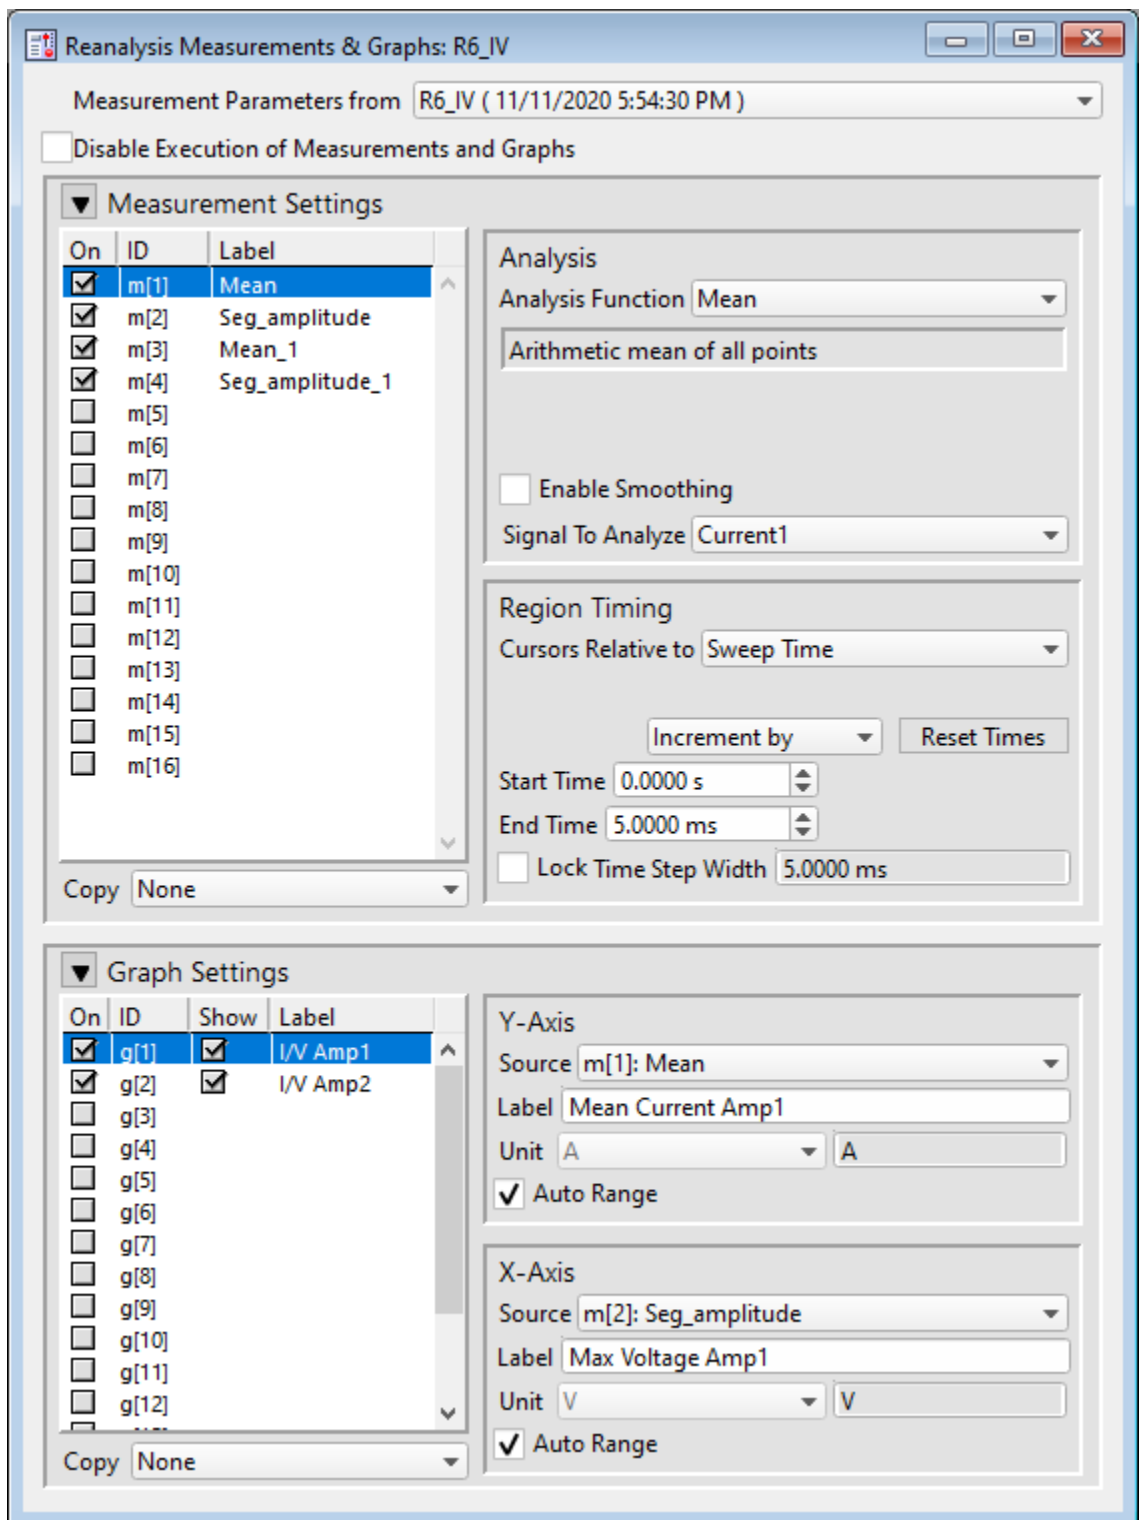 Reanalysis Measurements & Graphs: R6_IV
Measurement Parameters from R6_IV ( 11/11/2020 5:54:30 PM )
Disable Execution of Measurements and Graphs
Measurement Settings
On ID Label
m[1] Mean
m[2] Seg_amplitude
m[3] Mean_1
m[4] Seg_amplitude_1
m[5]
m[6]
m[7]
m[8]
m[9]
m[10]
m[11]
m[12]
m[13]
m[14]
m[15]
m[16]
Copy None
Analysis
Analysis Function Mean
Arithmetic mean of all points
Enable Smoothing
Signal To Analyze Current1
Region Timing
Cursors Relative to Sweep Time
Increment by Reset Times
Start Time 0.0000 s
End Time 5.0000 ms
Lock Time Step Width 5.0000 ms
Graph Settings
On ID Show Label
g[1] I/V Amp1
g[2] I/V Amp2
g[3]
g[4]
g[5]
g[6]
g[7]
g[8]
g[9]
g[10]
g[11]
g[12]
Copy None
Y-Axis
Source m[1]: Mean
Label Mean Current Amp1
Unit A A
Auto Range
X-Axis
Source m[2]: Seg_amplitude
Label Max Voltage Amp1
Unit V V
Auto Range